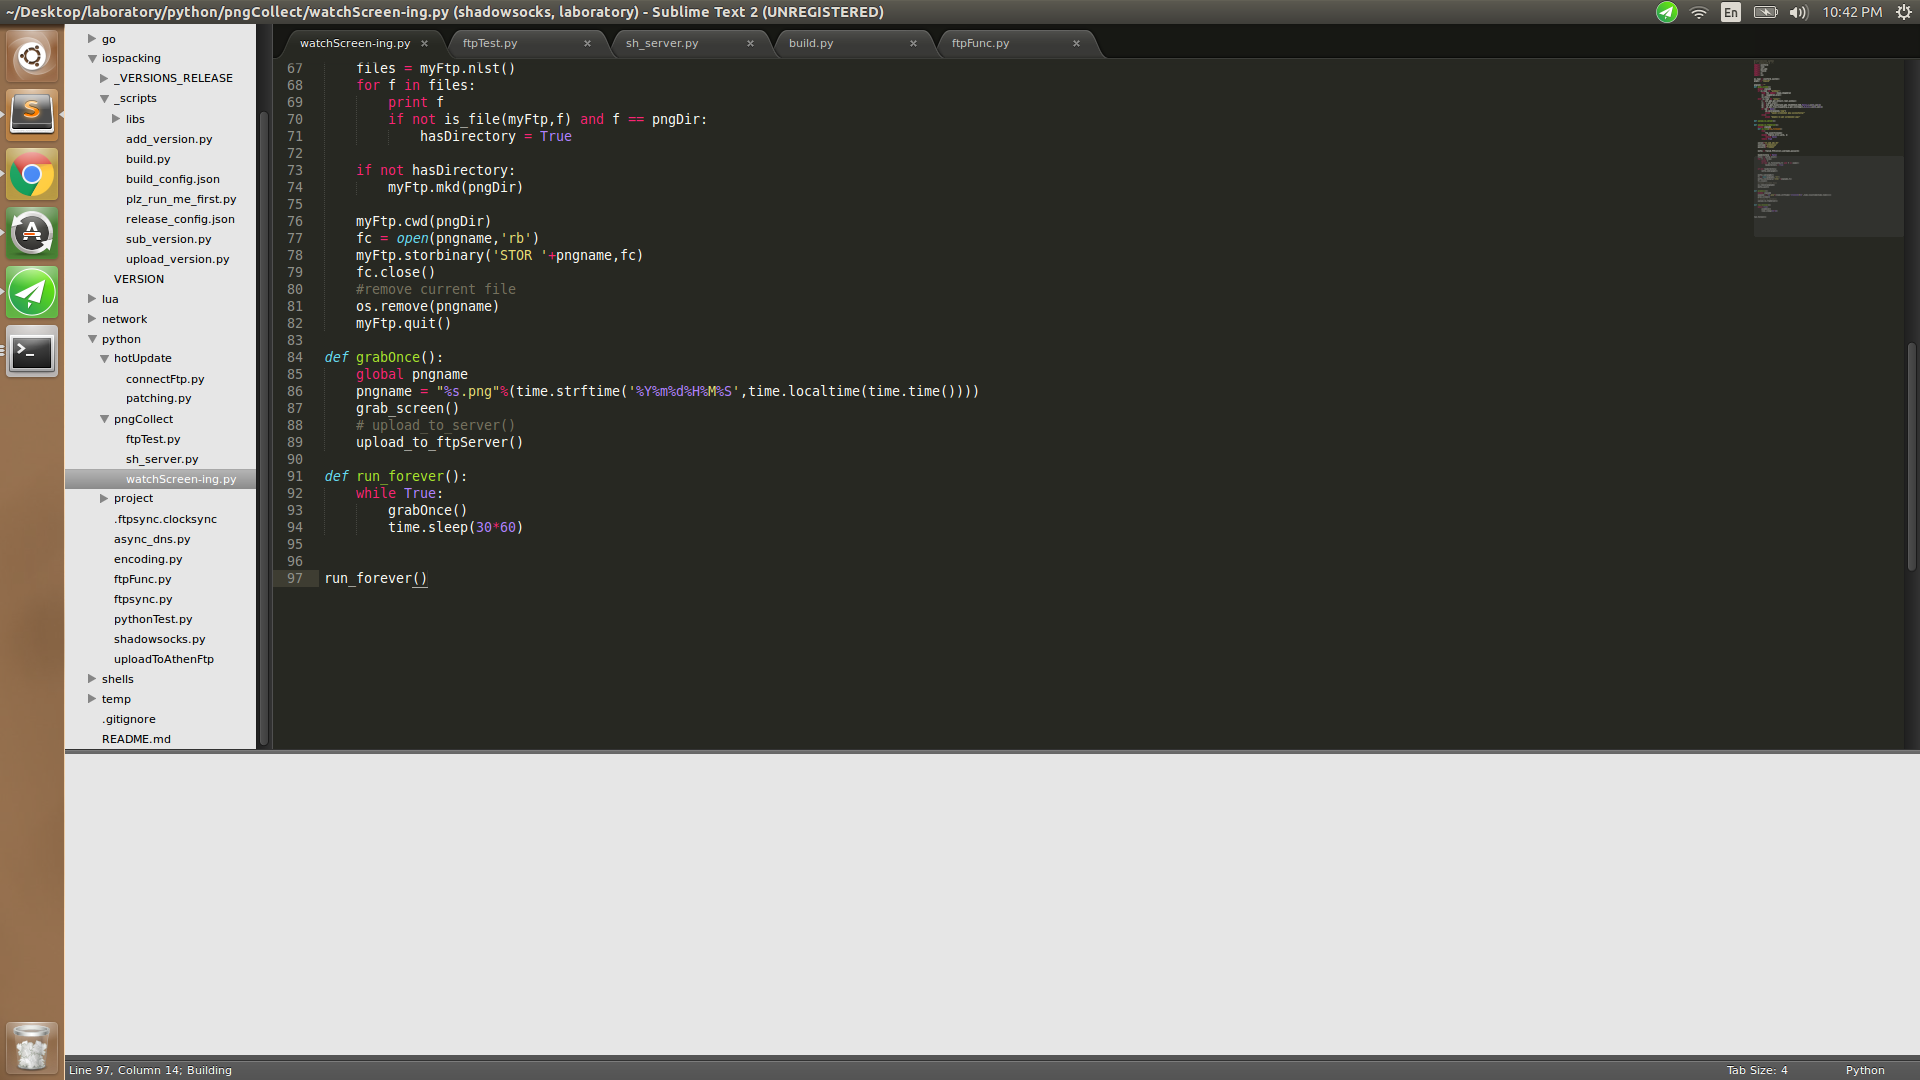 ~/Desktop/laboratory/python/pngCollect/watchScreen-ing.py (shadowsocks, laboratory) - Sublime Text 2 (UNREGISTERED)
En
10:42 PM
go
iospacking
_VERSIONS_RELEASE
_scripts
libs
add_version.py
build.py
build_config.json
plz_run_me_first.py
release_config.json
sub_version.py
upload_version.py
VERSION
lua
network
python
hotUpdate
connectFtp.py
patching.py
pngCollect
ftpTest.py
sh_server.py
watchScreen-ing.py
project
.ftpsync.clocksync
async_dns.py
encoding.py
ftpFunc.py
ftpsync.py
pythonTest.py
shadowsocks.py
uploadToAthenFtp
shells
temp
.gitignore
README.md
watchScreen-ing.py × ftpTest.py × sh_server.py × build.py × ftpFunc.py ×
67 files = myFtp.nlst()
68 for f in files:
69 print f
70 if not is_file(myFtp,f) and f == pngDir:
71 hasDirectory = True
72
73 if not hasDirectory:
74 myFtp.mkd(pngDir)
75
76 myFtp.cwd(pngDir)
77 fc = open(pngname,'rb')
78 myFtp.storbinary('STOR '+pngname,fc)
79 fc.close()
80 #remove current file
81 os.remove(pngname)
82 myFtp.quit()
83
84 def grabOnce():
85 global pngname
86 pngname = "%s.png"%(time.strftime('%Y%m%d%H%M%S',time.localtime(time.time())))
87 grab_screen()
88 # upload_to_server()
89 upload_to_ftpServer()
90
91 def run_forever():
92 while True:
93 grabOnce()
94 time.sleep(30*60)
95
96
97 run_forever()
Line 97, Column 14; Building
Tab Size: 4
Python